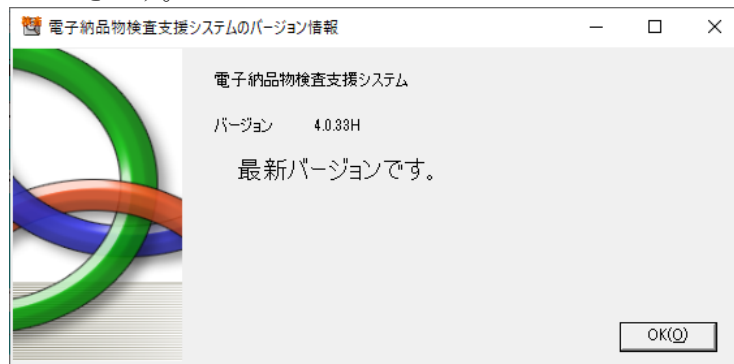 電子納品物検査支援システムのバージョン情報
電子納品物検査支援システム
バージョン 4.0.33H
最新バージョンです。
OK(O)